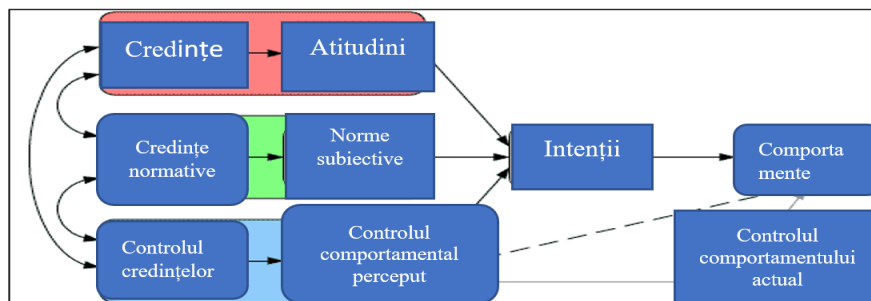 Credințe
Atitudini
Credințe
normative
Norme
subiective
Intenții
Comporta
mente
Controlul
credințelor
Controlul
comportamental
perceput
Controlul
comportamentului
actual